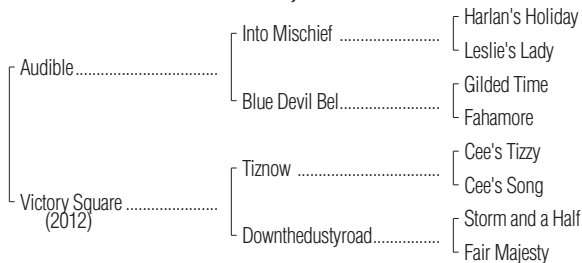 Harlan's Holiday
Into Mischief ....................
Leslie's Lady
Audible............................
Gilded Time
Blue Devil Bel...................
Fahamore
Cee's Tizzy
Tiznow ...........................
Cee's Song
Victory Square ..................
(2012)
Storm and a Half
Downthedustyroad.............
Fair Majesty